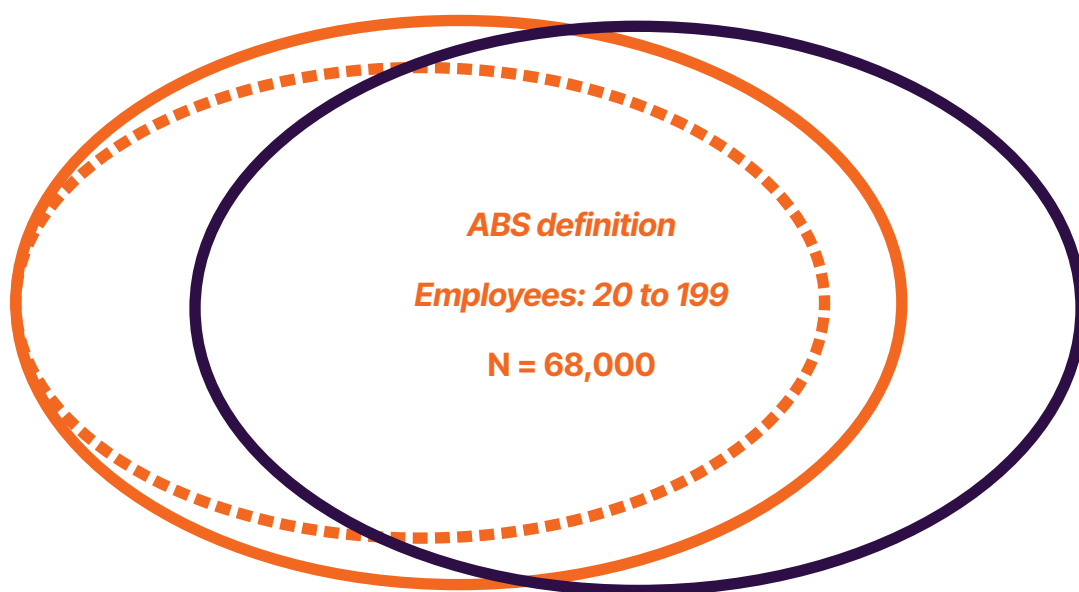 ABS definition
Employees: 20 to 199
N = 68,000